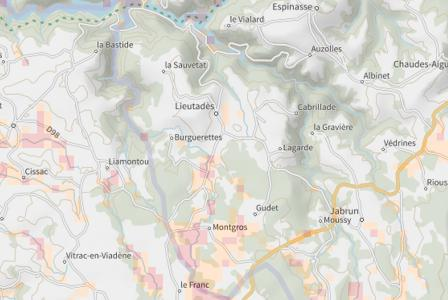 Espinasse
le Vialard
la Bastide
Auzolles
la Sauvetat
Albinet
Chaudes-Aigu
Lieutadès
Cabrillade
la Gravière
D98
Burguerettes
Lagarde
Védrines
Liamontou
Cissac
Rious
Gudet
Jabrun
Moussy
Montgros
Vitrac-en-Viadène
le Franc